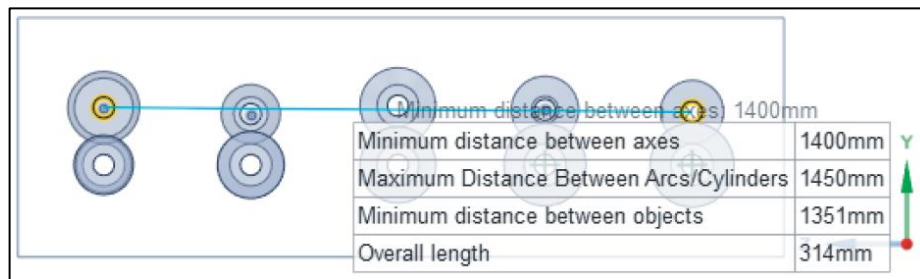 Minimum distance between axes: 1400mm
Minimum distance between axes 1400mm
Maximum Distance Between Arcs/Cylinders 1450mm
Minimum distance between objects 1351mm
Overall length 314mm
Y